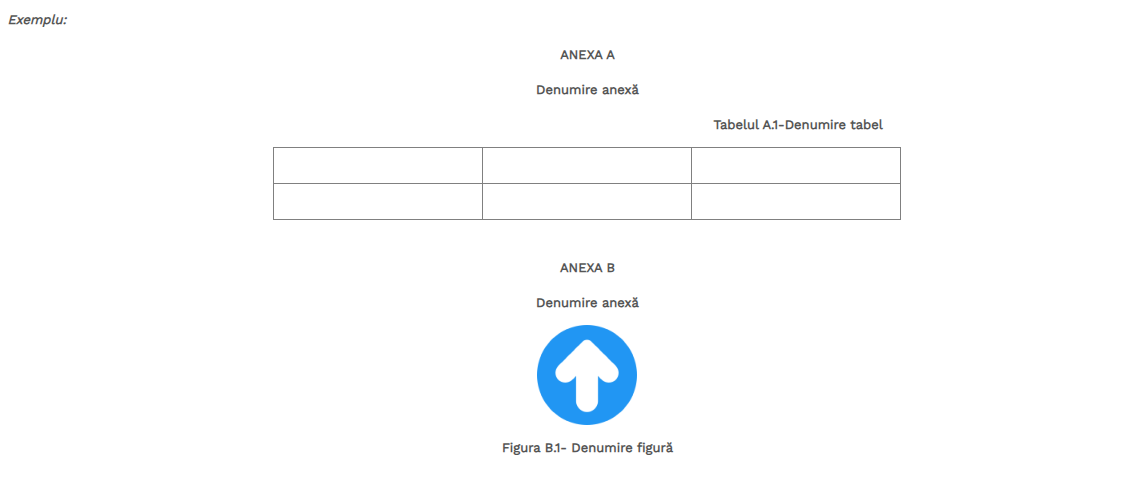 Exemplu:
ANEXA A
Denumire anexă
Tabelul A.1-Denumire tabel
ANEXA B
Denumire anexă
Figura B.1- Denumire figură